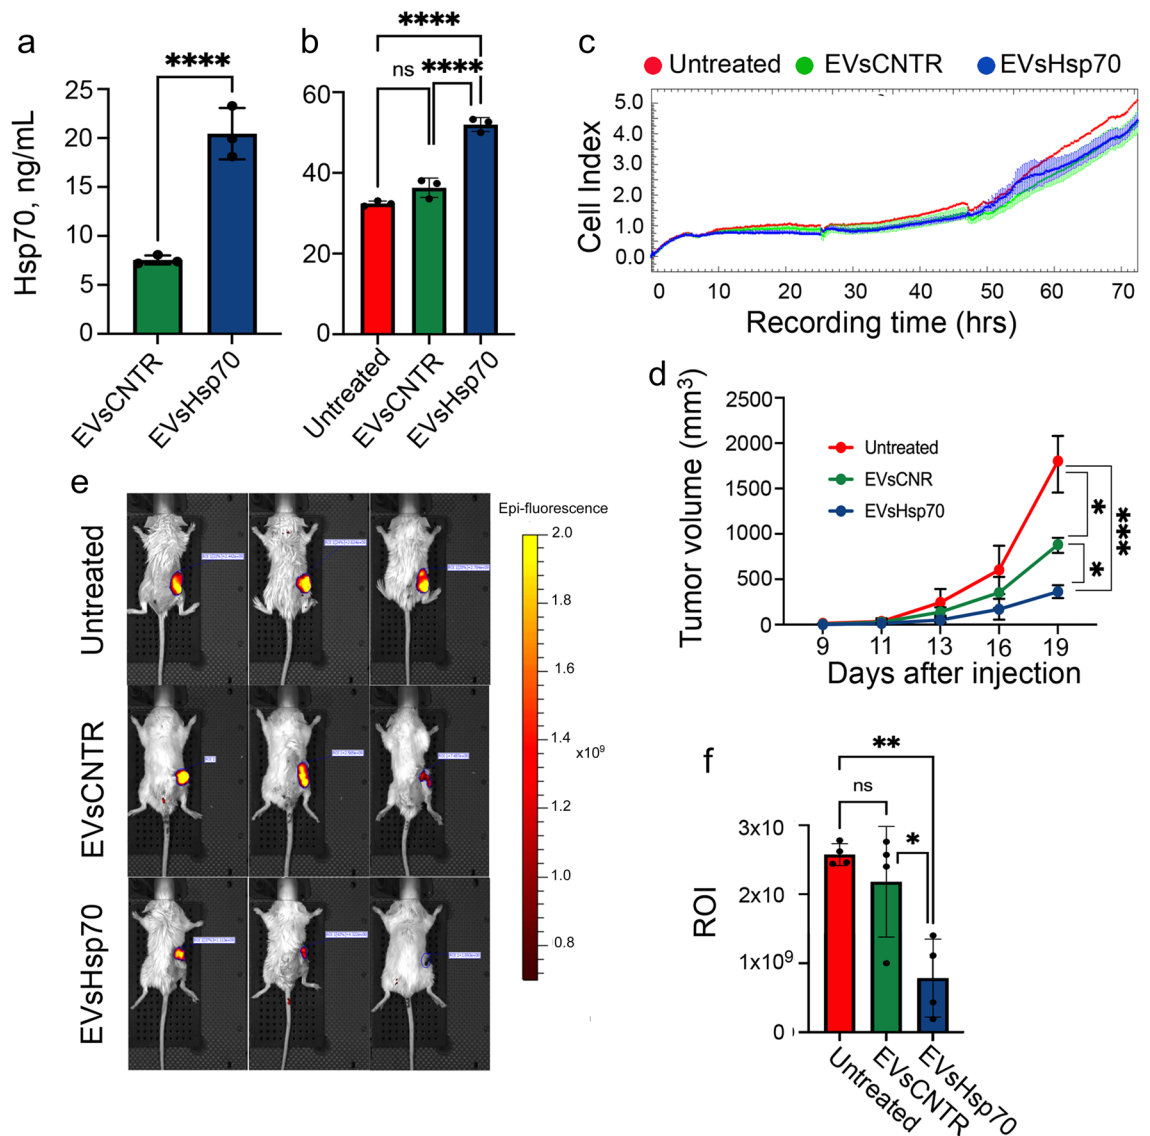 a
****
Hsp70, ng/mL
25
20
15
10
5
0
EVsCNTR
EVsHsp70
b
****
ns
****
60
40
20
0
Untreated
EVsCNTR
EVsHsp70
c
Untreated
EVsCNTR
EVsHsp70
Cell Index
5.0
4.0
3.0
2.0
1.0
0.0
0 10 20 30 40 50 60 70
Recording time (hrs)
d
Tumor volume (mm3)
2500
2000
1500
1000
500
0
Untreated
EVsCNR
EVsHsp70
*
*
***
9 11 13 16 19
Days after injection
e
Untreated
EVsCNTR
EVsHsp70
Epi-fluorescence
2.0
1.8
1.6
1.4
x109
1.2
1.0
0.8
f
**
ns
*
ROI
3x10
2x10
1x109
0
Untreated
EVsCNTR
EVsHsp70